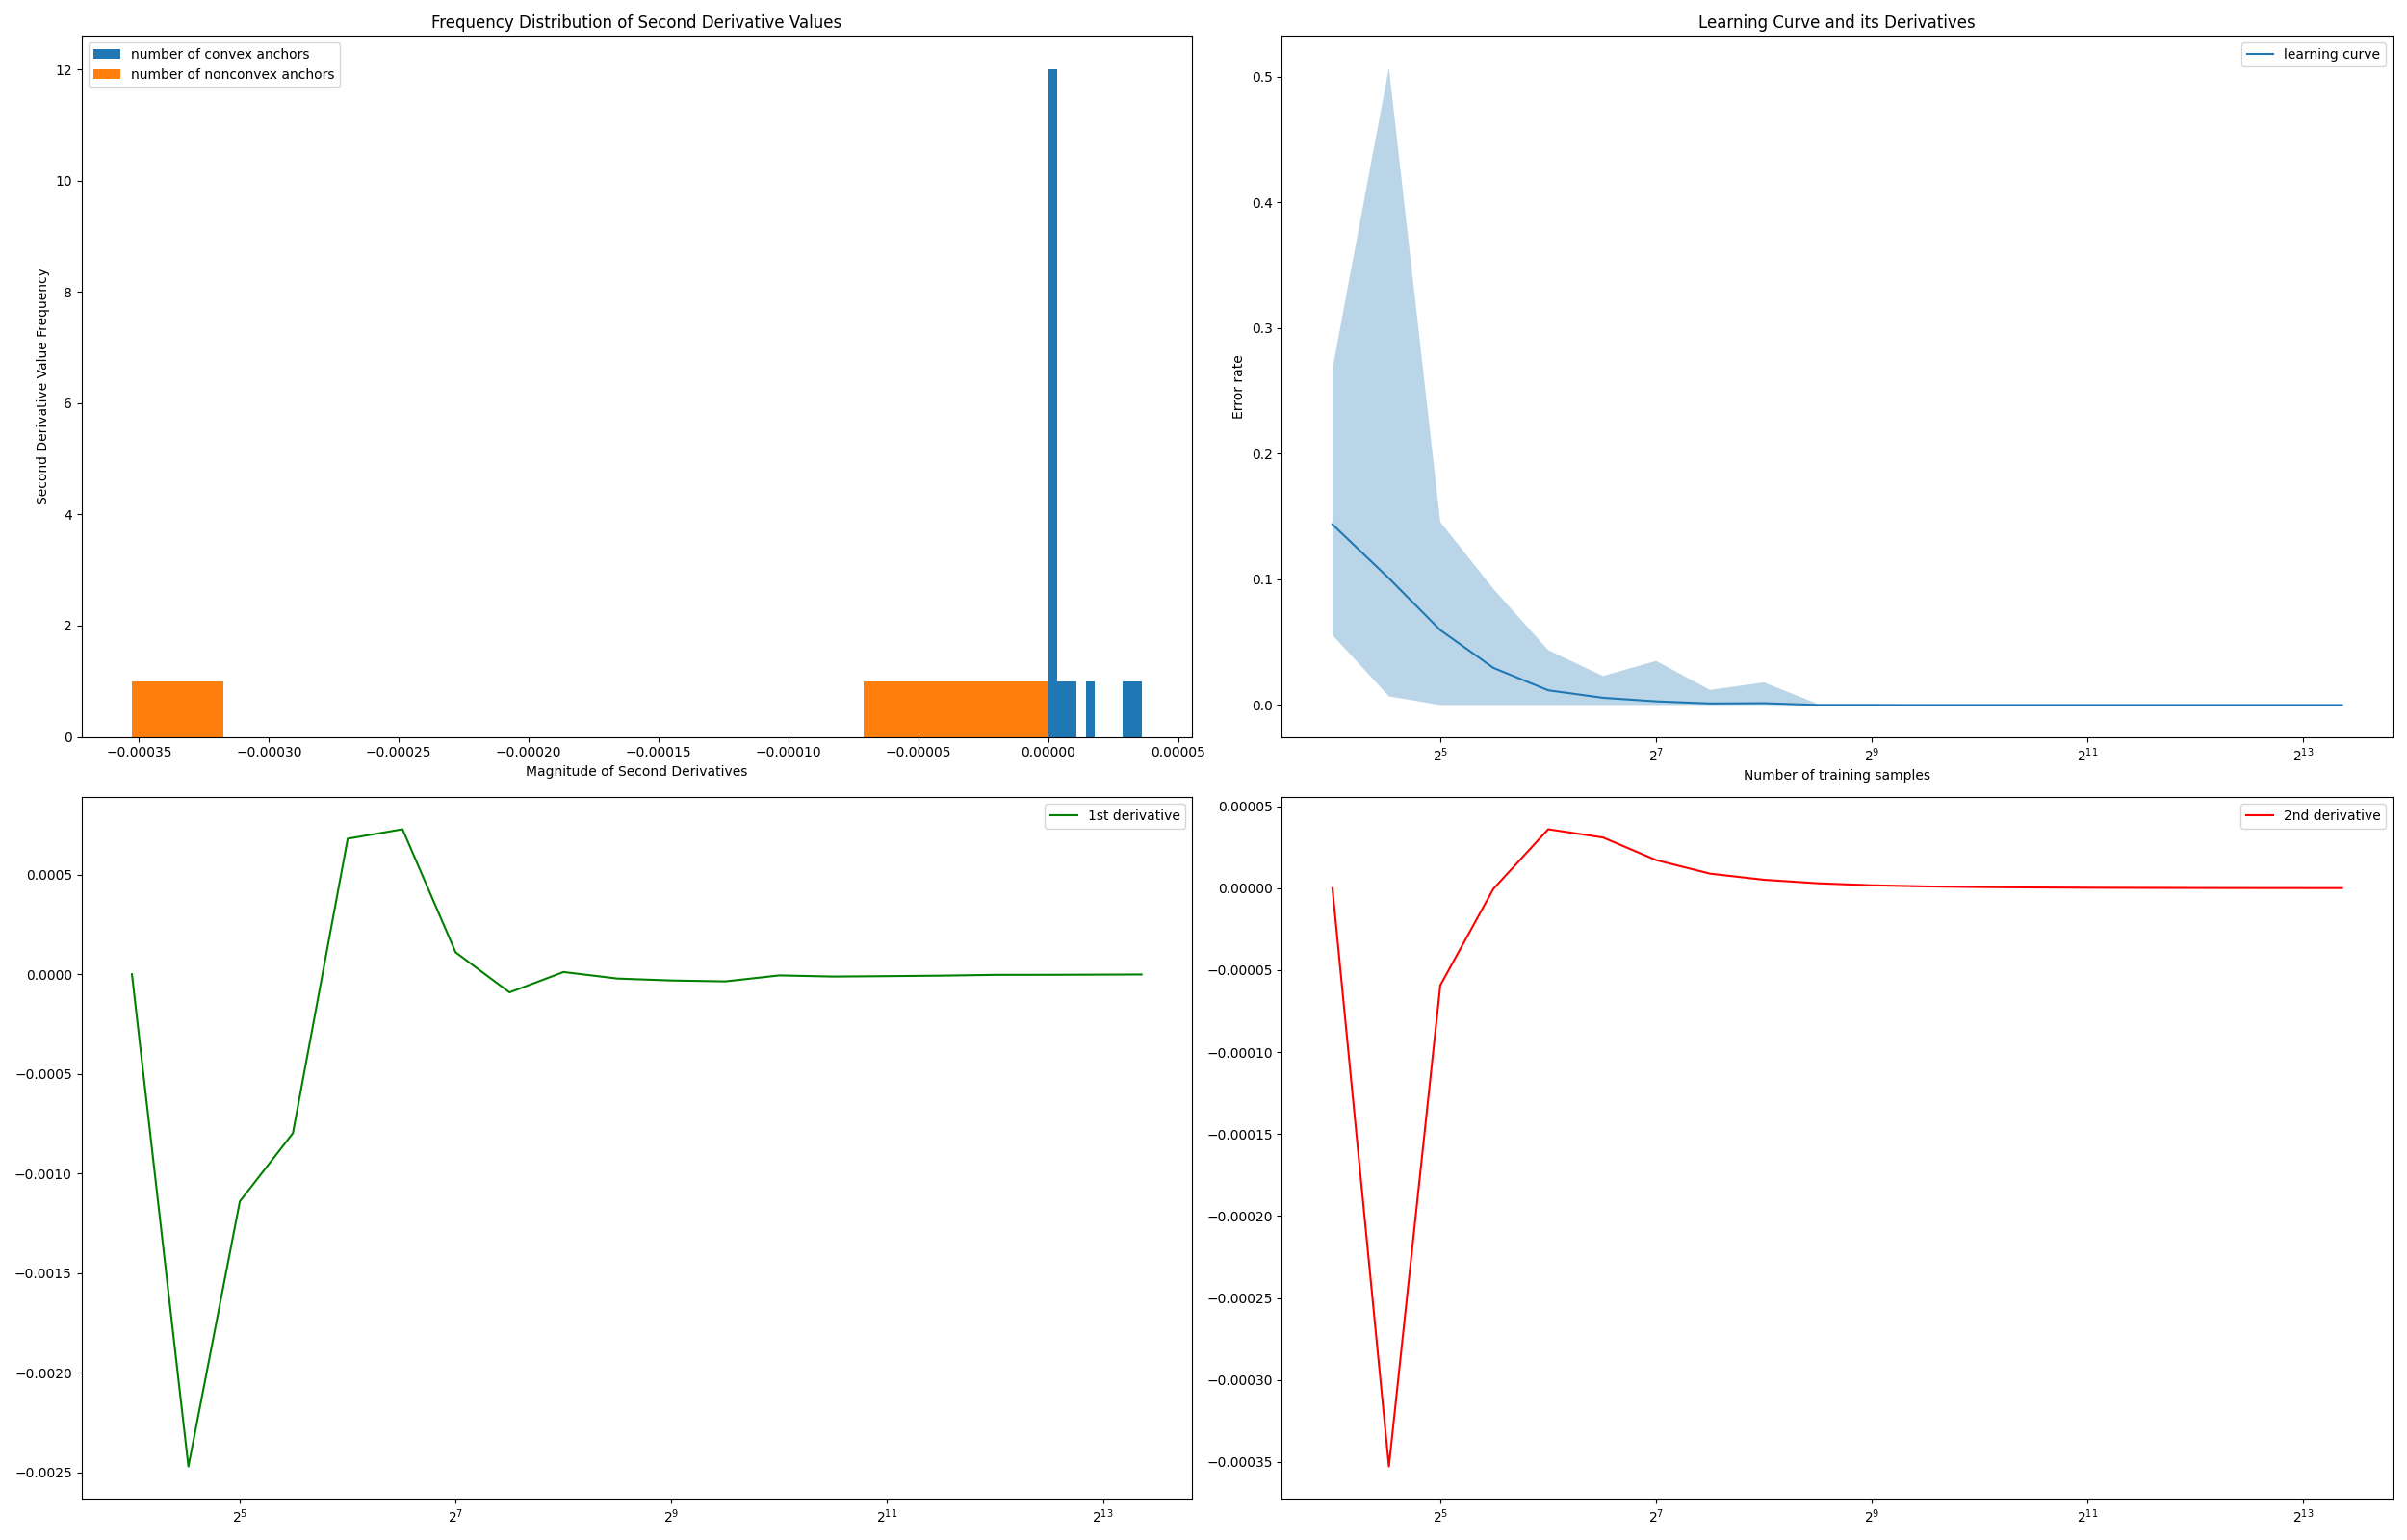 Frequency Distribution of Second Derivative Values
number of convex anchors
number of nonconvex anchors
12
10
8
6
4
2
0
Second Derivative Value Frequency
−0.00035 −0.00030 −0.00025 −0.00020 −0.00015 −0.00010 −0.00005 0.00000 0.00005
Magnitude of Second Derivatives
Learning Curve and its Derivatives
learning curve
0.5
0.4
0.3
0.2
0.1
0.0
Error rate
2^5 2^7 2^9 2^11 2^13
Number of training samples
1st derivative
0.0005
0.0000
−0.0005
−0.0010
−0.0015
−0.0020
−0.0025
2^5 2^7 2^9 2^11 2^13
2nd derivative
0.00005
0.00000
−0.00005
−0.00010
−0.00015
−0.00020
−0.00025
−0.00030
−0.00035
2^5 2^7 2^9 2^11 2^13